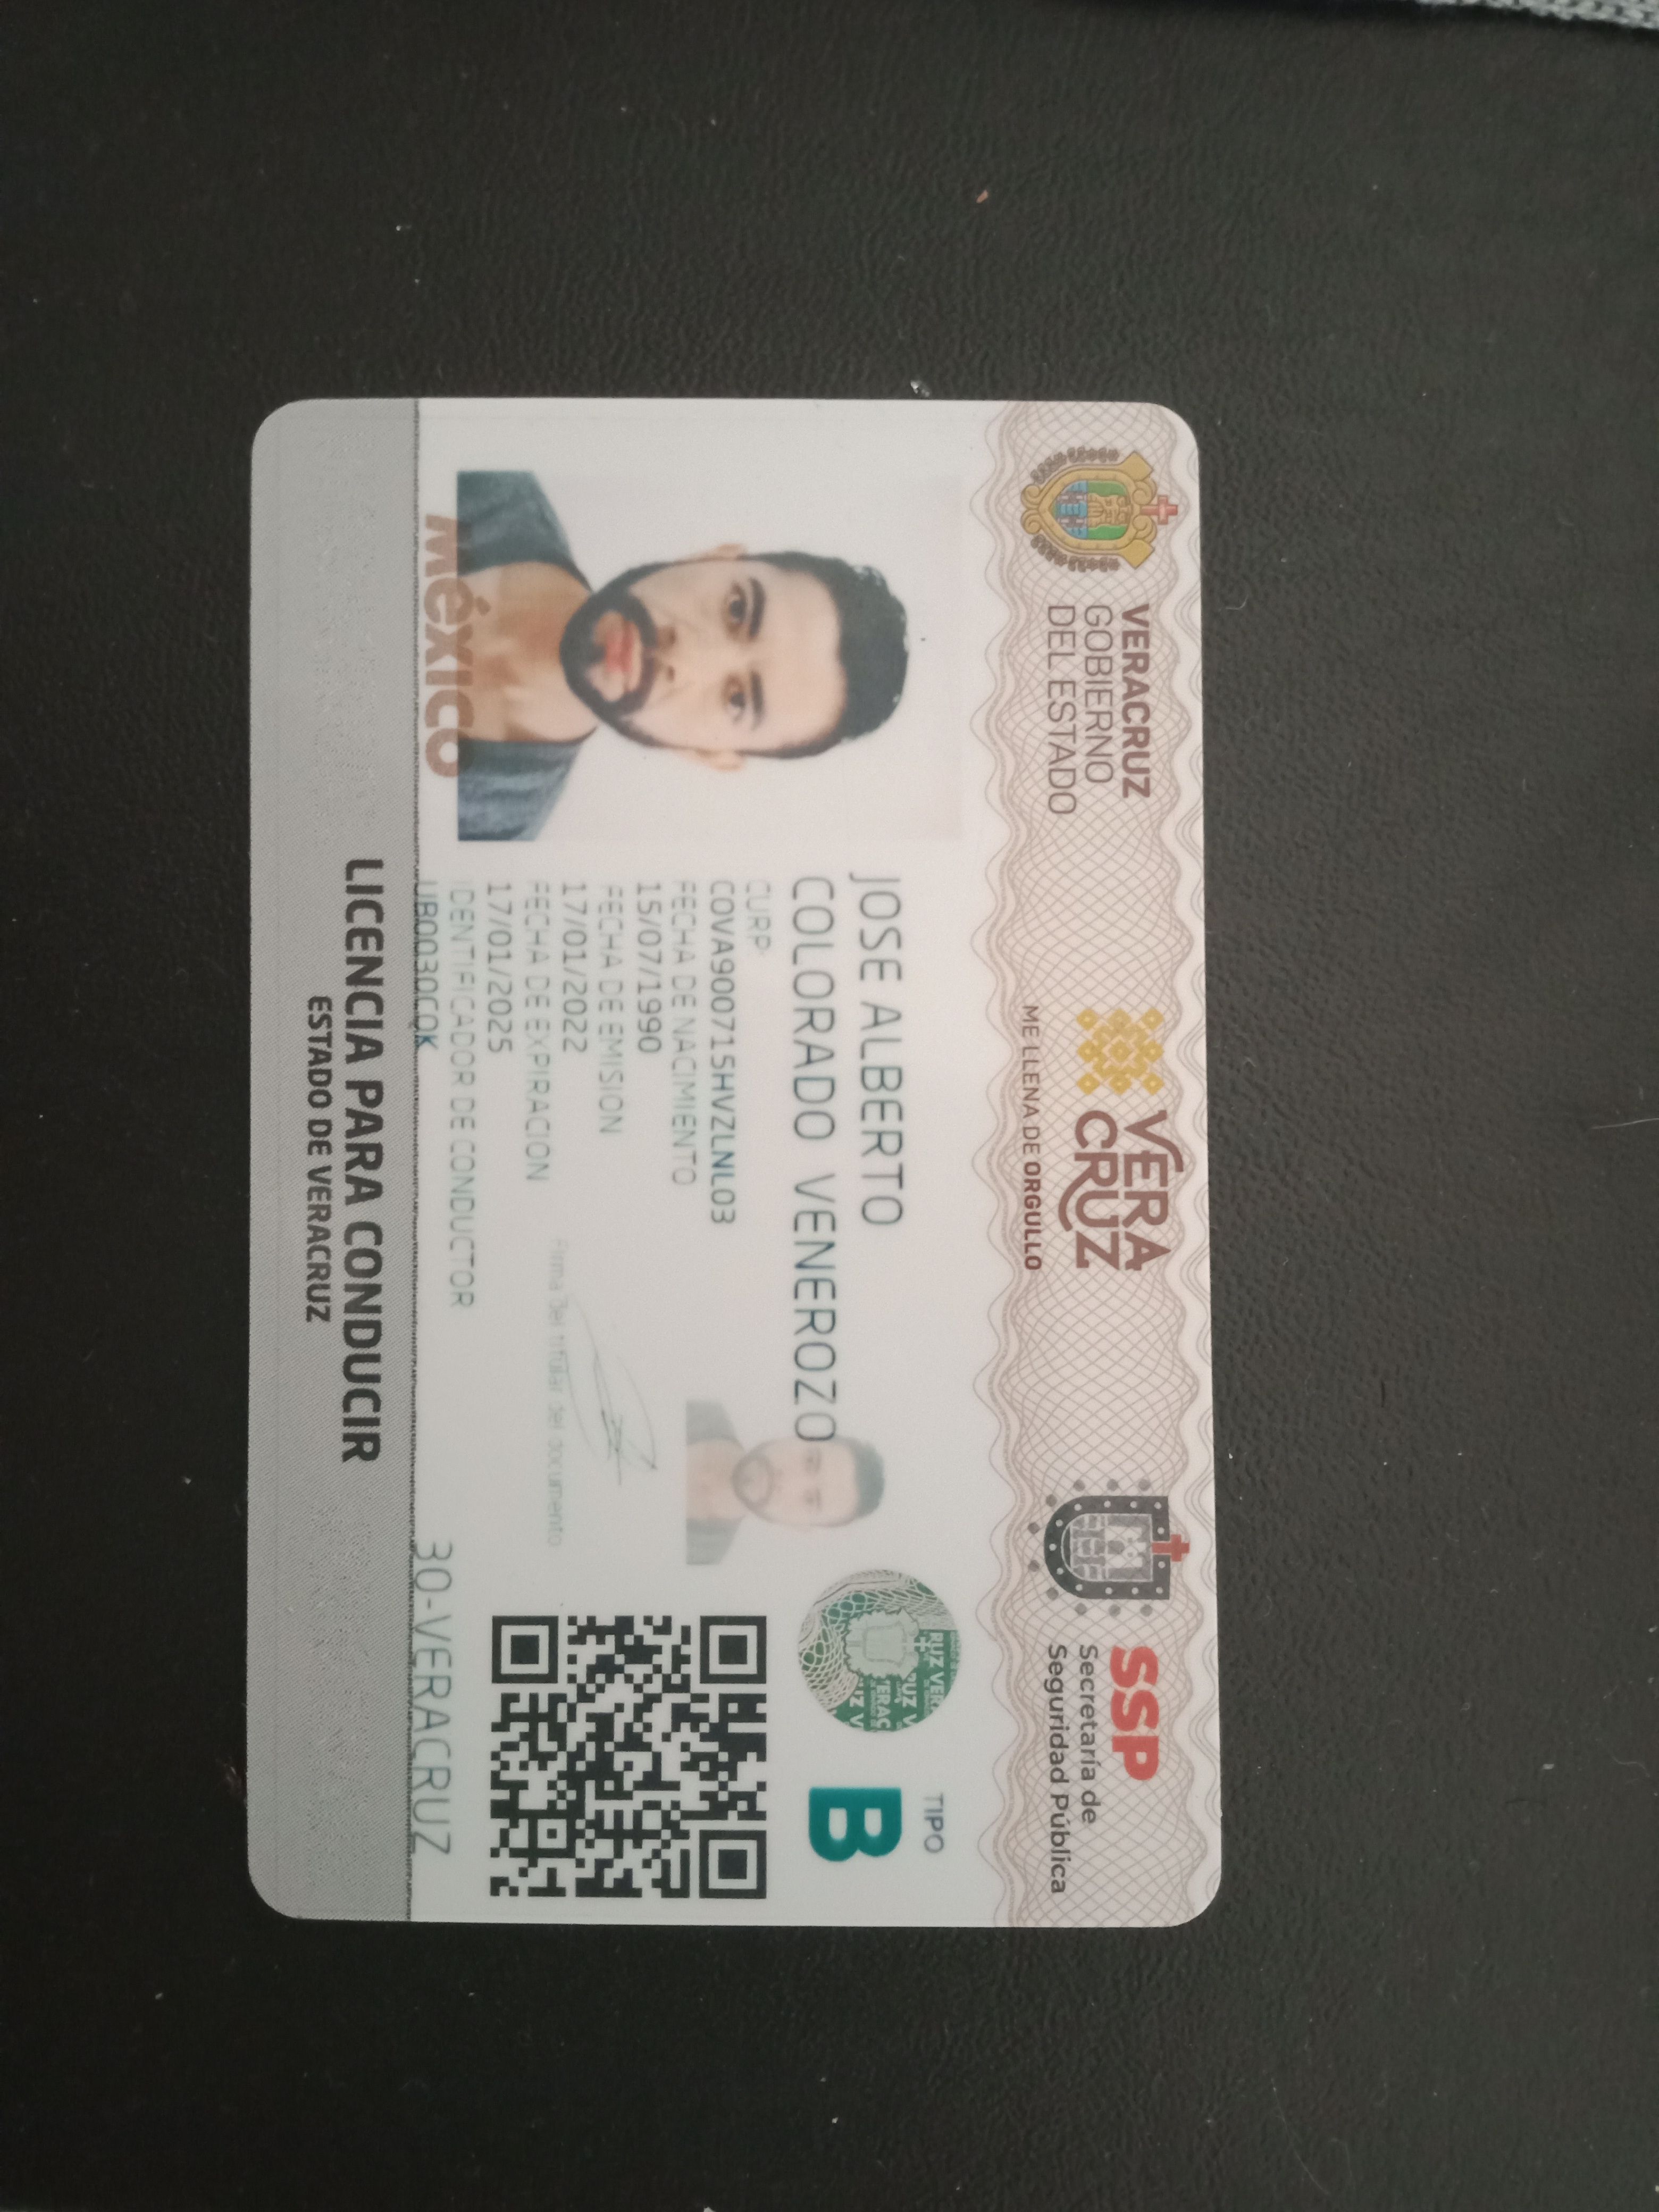 VERACRUZ
GOBIERNO
DEL ESTADO
VERA
CRUZ
ME LLENA DE ORGULLO
SSP
Secretaría de
Seguridad Pública
JOSE ALBERTO
COLORADO VENEROZO
TIPO
B
CURP:
COVA900715HVZLNL03
FECHA DE NACIMIENTO
15/07/1990
FECHA DE EMISION
17/01/2022
FECHA DE EXPIRACION
17/01/2025
Firma del titular del documento
IDENTIFICADOR DE CONDUCTOR
30-VERACRUZ
México
LICENCIA PARA CONDUCIR
ESTADO DE VERACRUZ